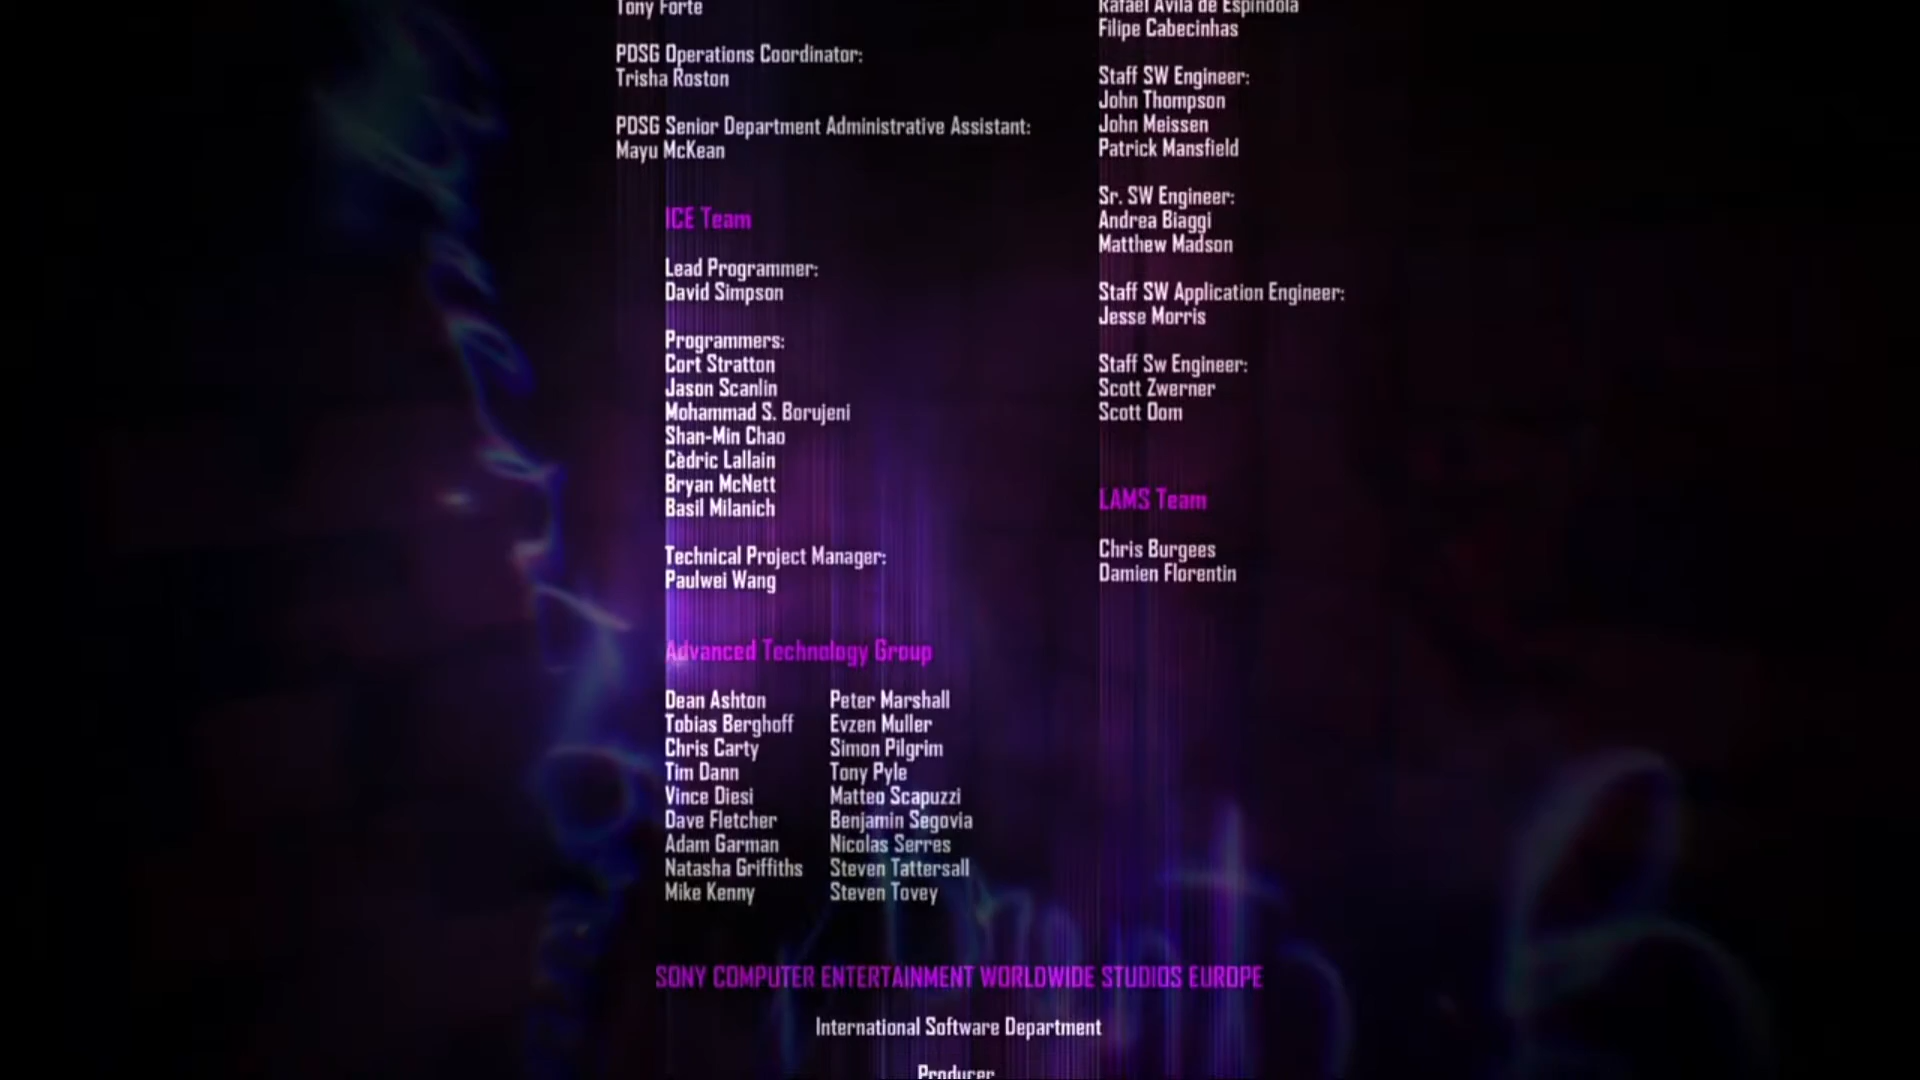 Tony Forte
PDSG Operations Coordinator:
Trisha Roston
PDSG Senior Department Administrative Assistant:
Mayu McKean
ICE Team
Lead Programmer:
David Simpson
Programmers:
Cort Stratton
Jason Scanlin
Mohammad S. Borujeni
Shan-Min Chao
Cèdric Lallain
Bryan McNett
Basil Milanich
Technical Project Manager:
Paulwei Wang
Advanced Technology Group
Dean Ashton
Tobias Berghoff
Chris Carty
Tim Dann
Vince Diesi
Dave Fletcher
Adam Garman
Natasha Griffiths
Mike Kenny
Peter Marshall
Evzen Muller
Simon Pilgrim
Tony Pyle
Matteo Scapuzzi
Benjamin Segovia
Nicolas Serres
Steven Tattersall
Steven Tovey
Rafael Avila de Espindola
Filipe Cabecinhas
Staff SW Engineer:
John Thompson
John Meissen
Patrick Mansfield
Sr. SW Engineer:
Andrea Biaggi
Matthew Madson
Staff SW Application Engineer:
Jesse Morris
Staff Sw Engineer:
Scott Zwerner
Scott Dom
LAMS Team
Chris Burgees
Damien Florentin
SONY COMPUTER ENTERTAINMENT WORLDWIDE STUDIOS EUROPE
International Software Department
Producer